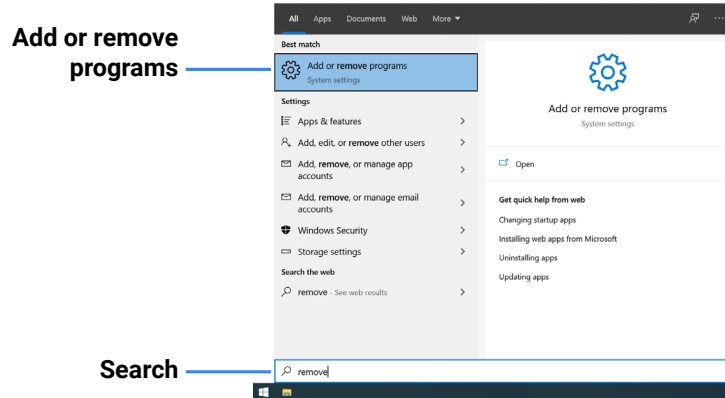 All Apps Documents Web More
Add or remove
programs
Best match
Add or remove programs
System settings
Settings
Apps & features
Add, edit, or remove other users
Add, remove, or manage app
accounts
Add, remove, or manage email
accounts
Windows Security
Storage settings
Search the web
remove - See web results
Add or remove programs
System settings
Open
Get quick help from web
Changing startup apps
Installing web apps from Microsoft
Uninstalling apps
Updating apps
Search
remove